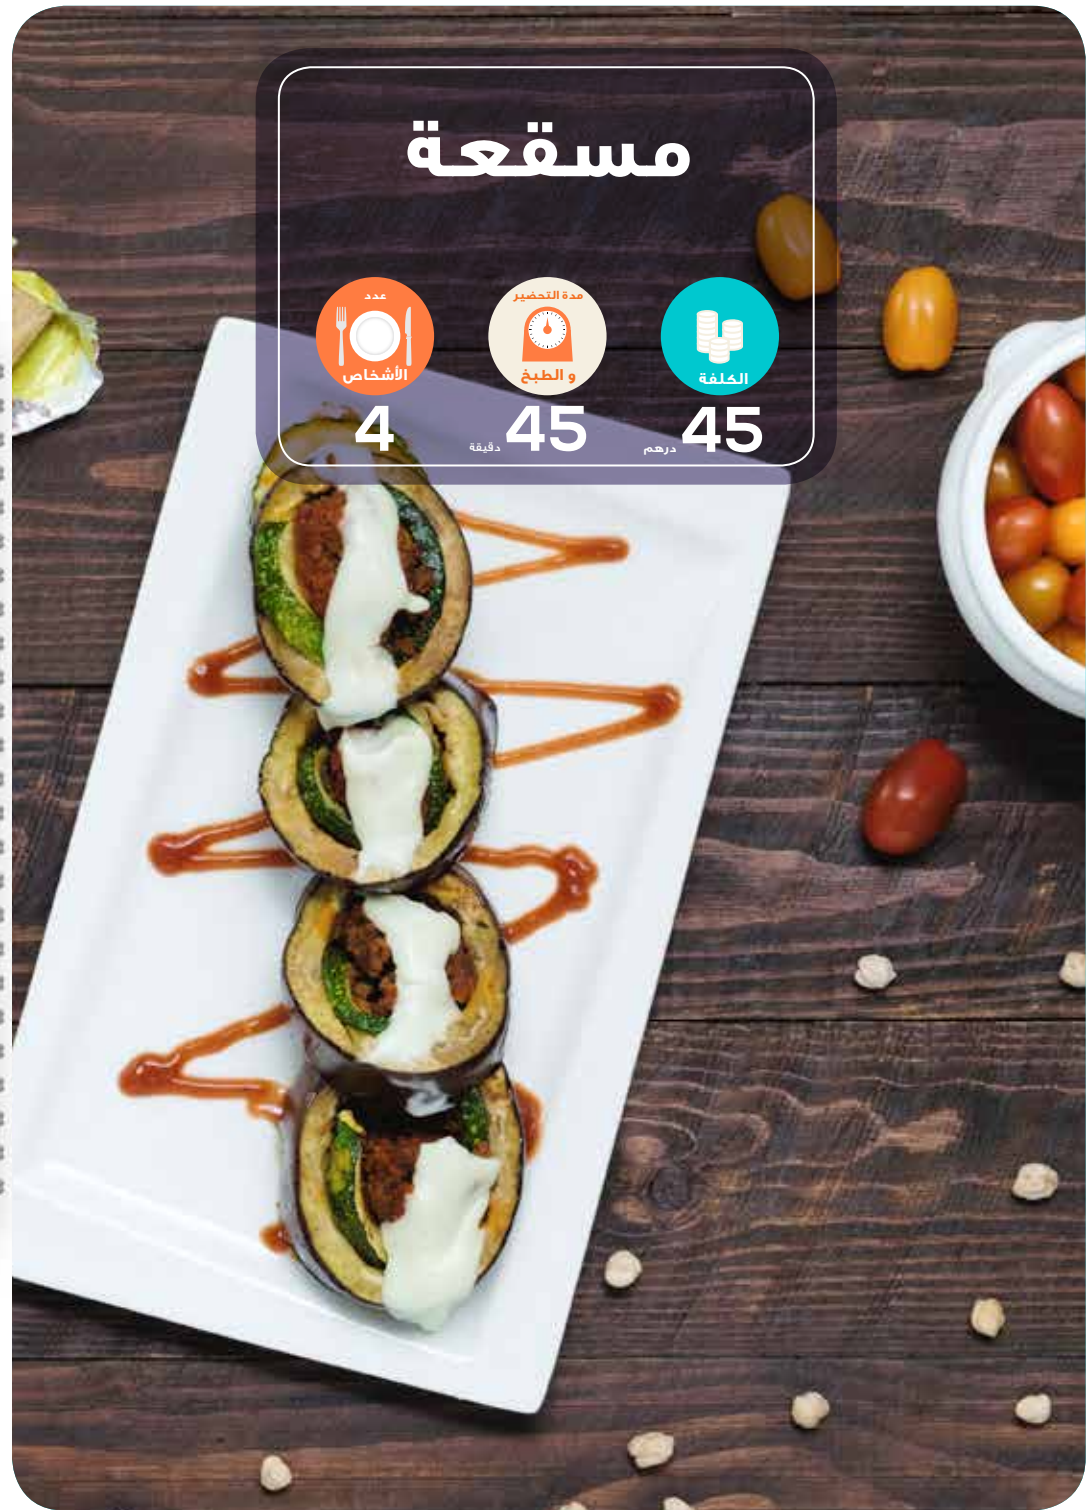 مسقعة
الكلفة
45 درهم
مدة التحضير
و الطبخ
45 دقيقة
عدد
الأشخاص
4